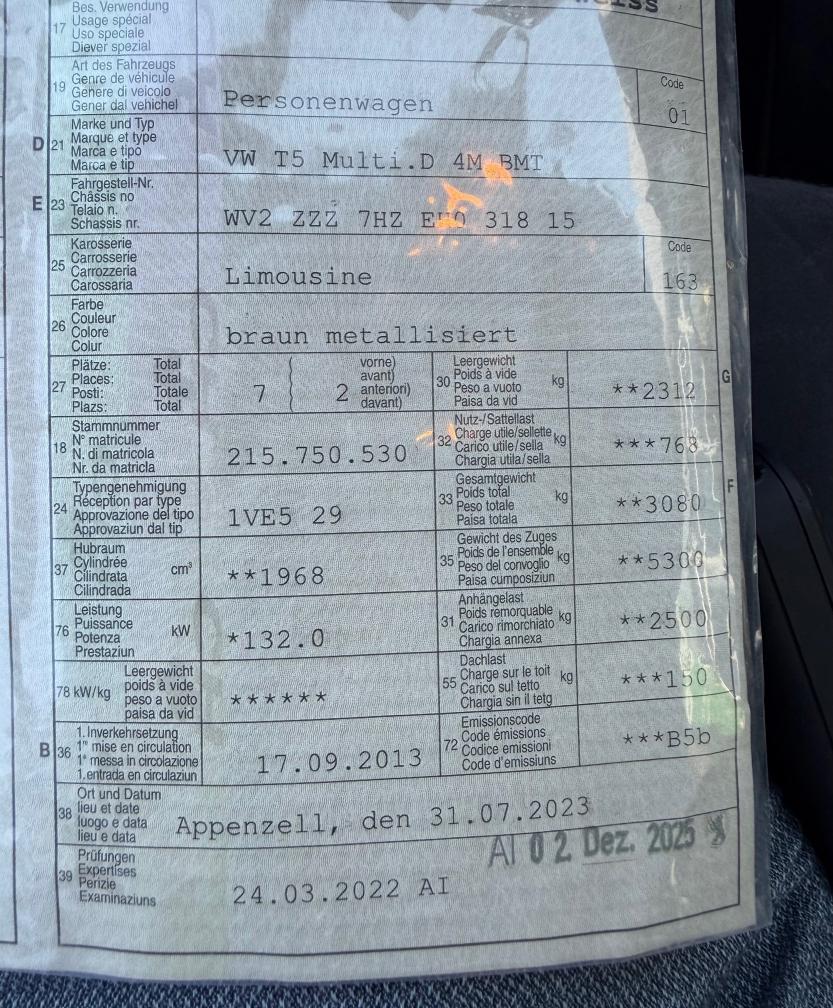 17
Bes. Verwendung
Usage spécial
Uso speciale
Diever spezial
19
Art des Fahrzeugs
Genre de véhicule
Genere di veicolo
Gener dal vehichel
Personenwagen
Code
01
D
21
Marke und Typ
Marque et type
Marca e tipo
Marca e tip
VW T5 Multi.D 4M BMT
E
23
Fahrgestell-Nr.
Châssis no
Telaio n.
Schassis nr.
WV2 ZZZ 7HZ 318 15
25
Karosserie
Carrosserie
Carrozzeria
Carossaria
Limousine
Code
163
26
Farbe
Couleur
Colore
Colur
braun metallisiert
27
Plätze: Total
Places: Total
Posti: Totale
Plazs: Total
7
2
vorne)
avant)
anteriori)
davant)
30
Leergewicht
Poids à vide
Peso a vuoto
Paisa da vid
kg
**2312
G
18
Stammnummer
N° matricule
N. di matricola
Nr. da matricla
215.750.530
32
Nutz-/Sattellast
Charge utile/sellette
Carico utile/sella
Chargia utila/sella
kg
***768
24
Typengenehmigung
Réception par type
Approvazione del tipo
Approvaziun dal tip
1VE5 29
33
Gesamtgewicht
Poids total
Peso totale
Paisa totala
kg
**3080
F
37
Hubraum
Cylindrée
Cilindrata
Cilindrada
cm³
**1968
35
Gewicht des Zuges
Poids de l'ensemble
Peso del convoglio
Paisa cumposiziun
kg
**5300
76
Leistung
Puissance
Potenza
Prestaziun
kW
*132.0
31
Anhängelast
Poids remorquable
Carico rimorchiato
Chargia annexa
kg
**2500
78 kW/kg
Leergewicht
poids à vide
peso a vuoto
paisa da vid
******
55
Dachlast
Charge sur le toit
Carico sul tetto
Chargia sin il tetg
kg
***150
B
36
1. Inverkehrsetzung
1re mise en circulation
1a messa in circolazione
1. entrada en circulaziun
17.09.2013
72
Emissionscode
Code émissions
Codice emissioni
Code d'emissiuns
***B5b
38
Ort und Datum
lieu et date
luogo e data
lieu e data
Appenzell, den 31.07.2023
AI 02. Dez. 2025
39
Prüfungen
Expertises
Perizie
Examinaziuns
24.03.2022 AI